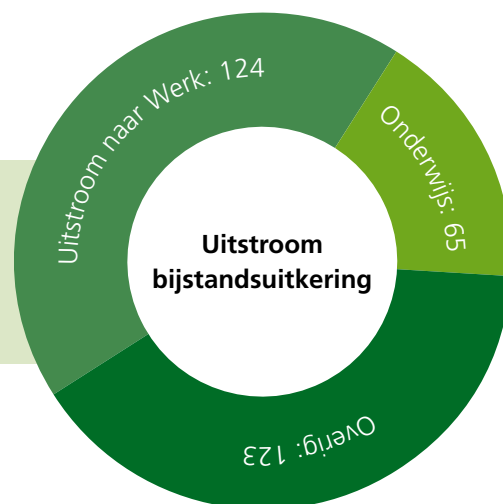 Uitstroom naar Werk: 124
Onderwijs: 65
Uitstroom
bijstandsuitkering
Overig: 123